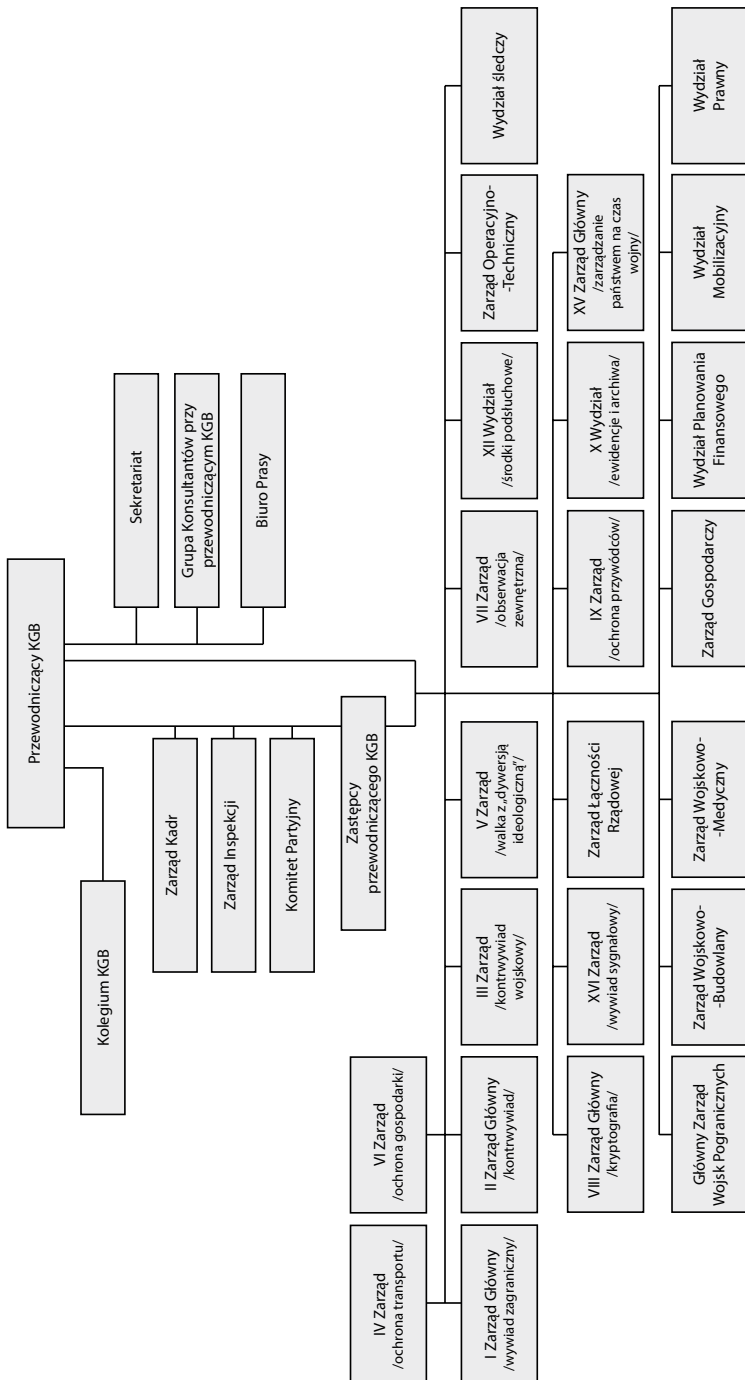 Przewodniczący KGB
Kolegium KGB
Sekretariat
Grupa Konsultantów przy
przewodniczącym KGB
Biuro Prasy
Zarząd Kadr
Zarząd Inspekcji
Komitet Partyjny
Zastępcy
przewodniczącego KGB
IV Zarząd
/ochrona transportu/
VI Zarząd
/ochrona gospodarki/
I Zarząd Główny
/wywiad zagraniczny/
II Zarząd Główny
/kontrwywiad/
III Zarząd
/kontrwywiad
wojskowy/
V Zarząd
/walka z „dywersją
ideologiczną”/
VII Zarząd
/obserwacja
zewnętrzna/
XII Wydział
/środki podsłuchowe/
Zarząd Operacyjno-
-Techniczny
Wydział śledczy
VIII Zarząd Główny
/kryptografia/
XVI Zarząd
/wywiad sygnałowy/
Zarząd Łączności
Rządowej
IX Zarząd
/ochrona przywódców/
X Wydział
/ewidencje i archiwa/
XV Zarząd Główny
/zarządzanie
państwem na czas
wojny/
Główny Zarząd
Wojsk Pogranicznych
Zarząd Wojskowo-
-Budowlany
Zarząd Wojskowo-
-Medyczny
Zarząd Gospodarczy
Wydział Planowania
Finansowego
Wydział
Mobilizacyjny
Wydział
Prawny